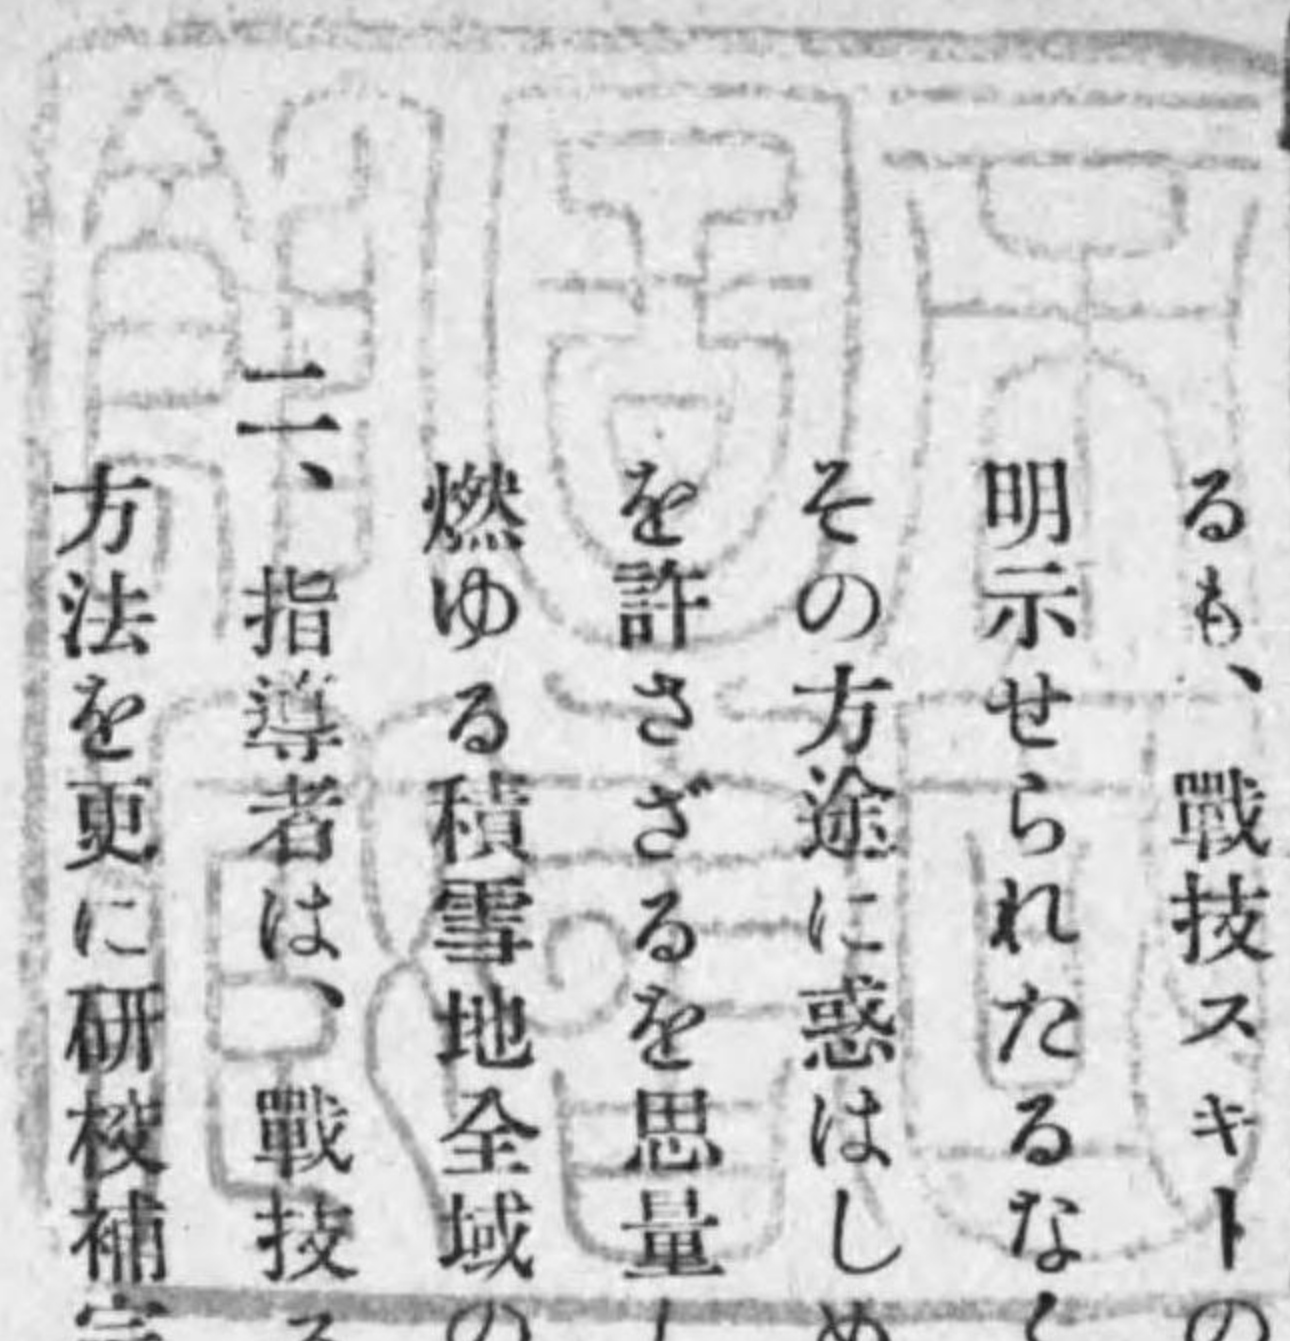 るも、戰技スキートの
明示せられたるなく
その方途に惑はしめ
を許さざるを思量し
燃ゆる積雪地全域の
二、指導者は、戰技ス
方法を更に研校補完